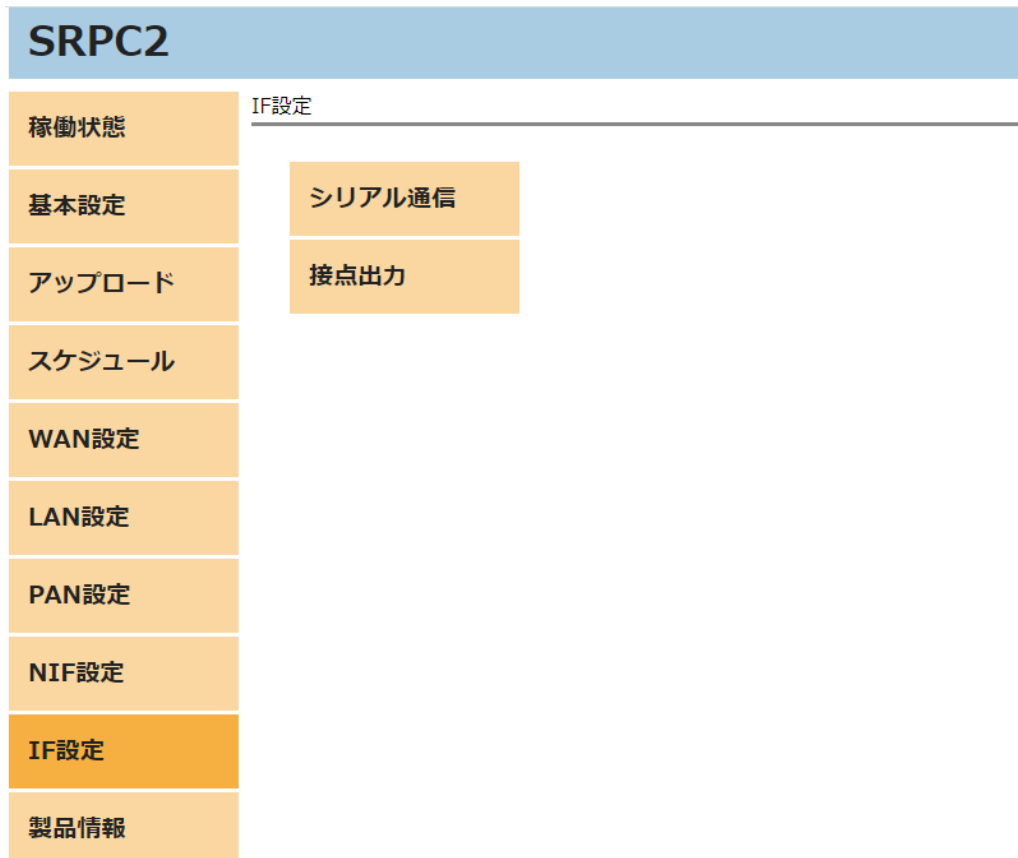 SRPC2
稼働状態
基本設定
アップロード
スケジュール
WAN設定
LAN設定
PAN設定
NIF設定
IF設定
製品情報
IF設定
シリアル通信
接点出力